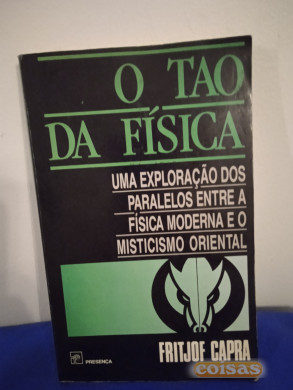 O TAO
DA FÍSICA
UMA EXPLORAÇÃO DOS
PARALELOS ENTRE A
FÍSICA MODERNA E O
MISTICISMO ORIENTAL
FRITJOF CAPRA
PRESENÇA
coisas